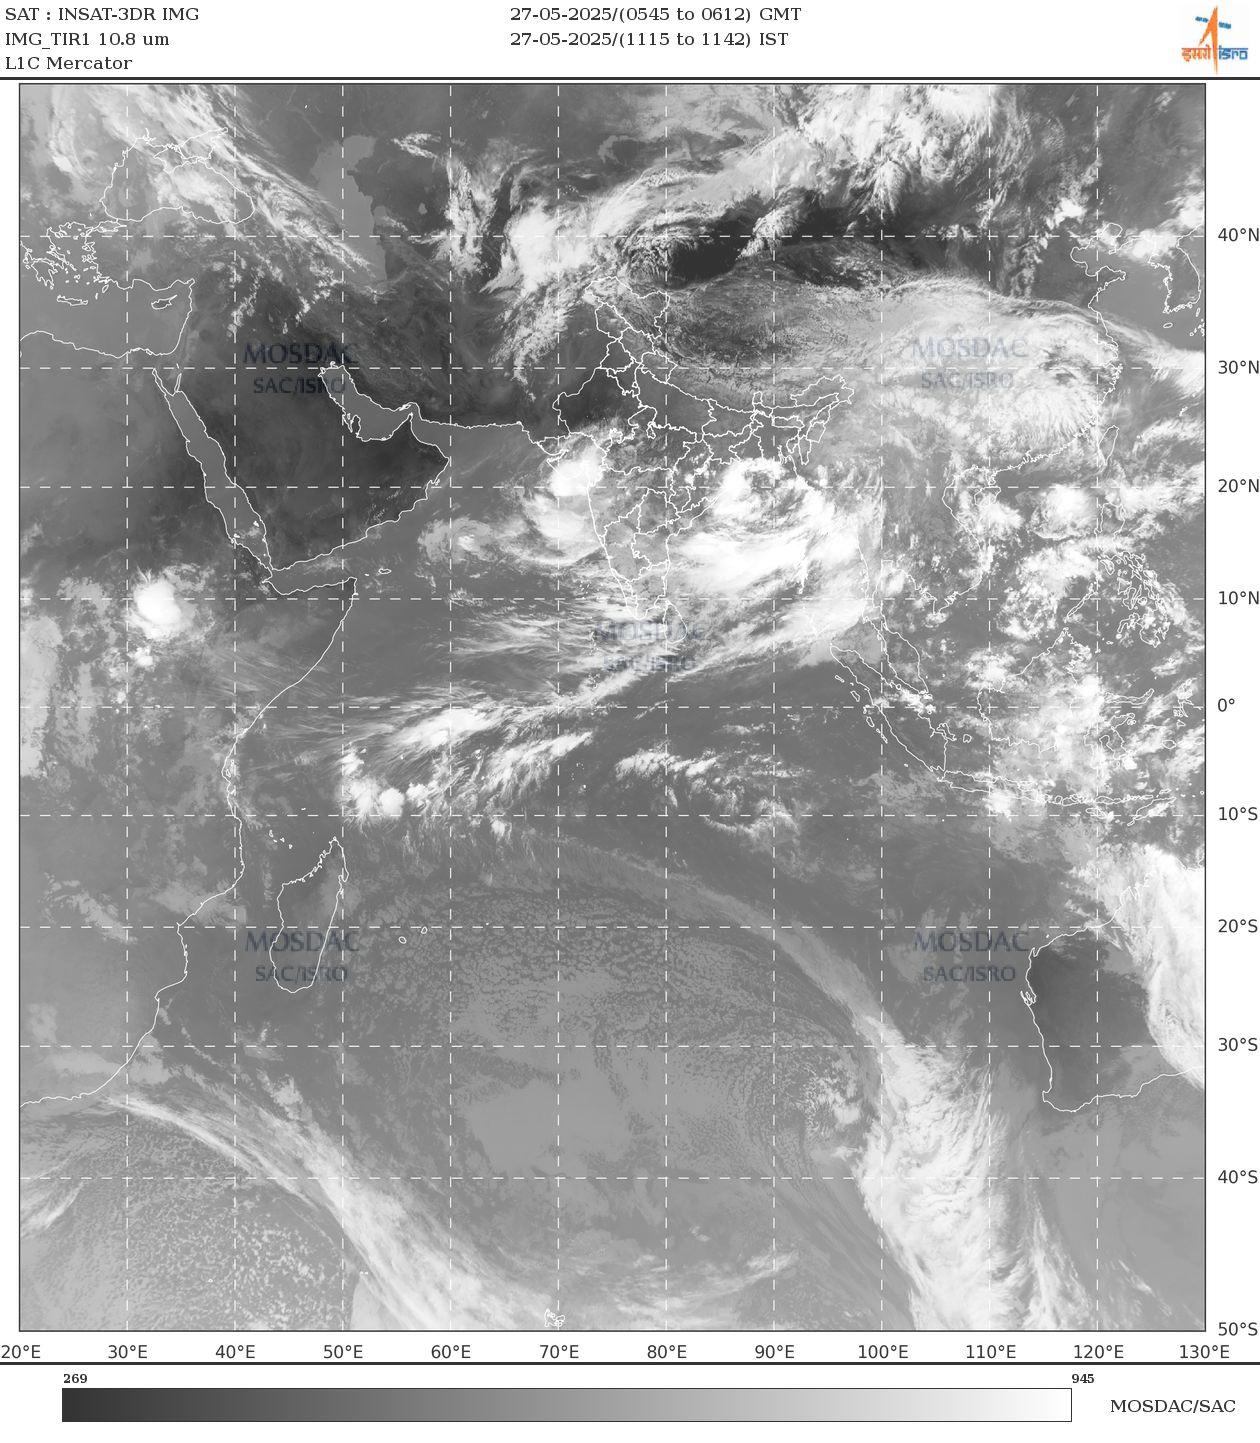 SAT : INSAT-3DR IMG
27-05-2025/(0545 to 0612) GMT
IMG_TIR1 10.8 um
27-05-2025/(1115 to 1142) IST
L1C Mercator
इसरो isro
40°N
MOSDAC
SAC/ISRO
MOSDAC
SAC/ISRO
30°N
20°N
10°N
MOSDAC
SAC/ISRO
0°
10°S
20°S
MOSDAC
SAC/ISRO
MOSDAC
SAC/ISRO
30°S
40°S
50°S
20°E 30°E 40°E 50°E 60°E 70°E 80°E 90°E 100°E 110°E 120°E 130°E
269
945
MOSDAC/SAC